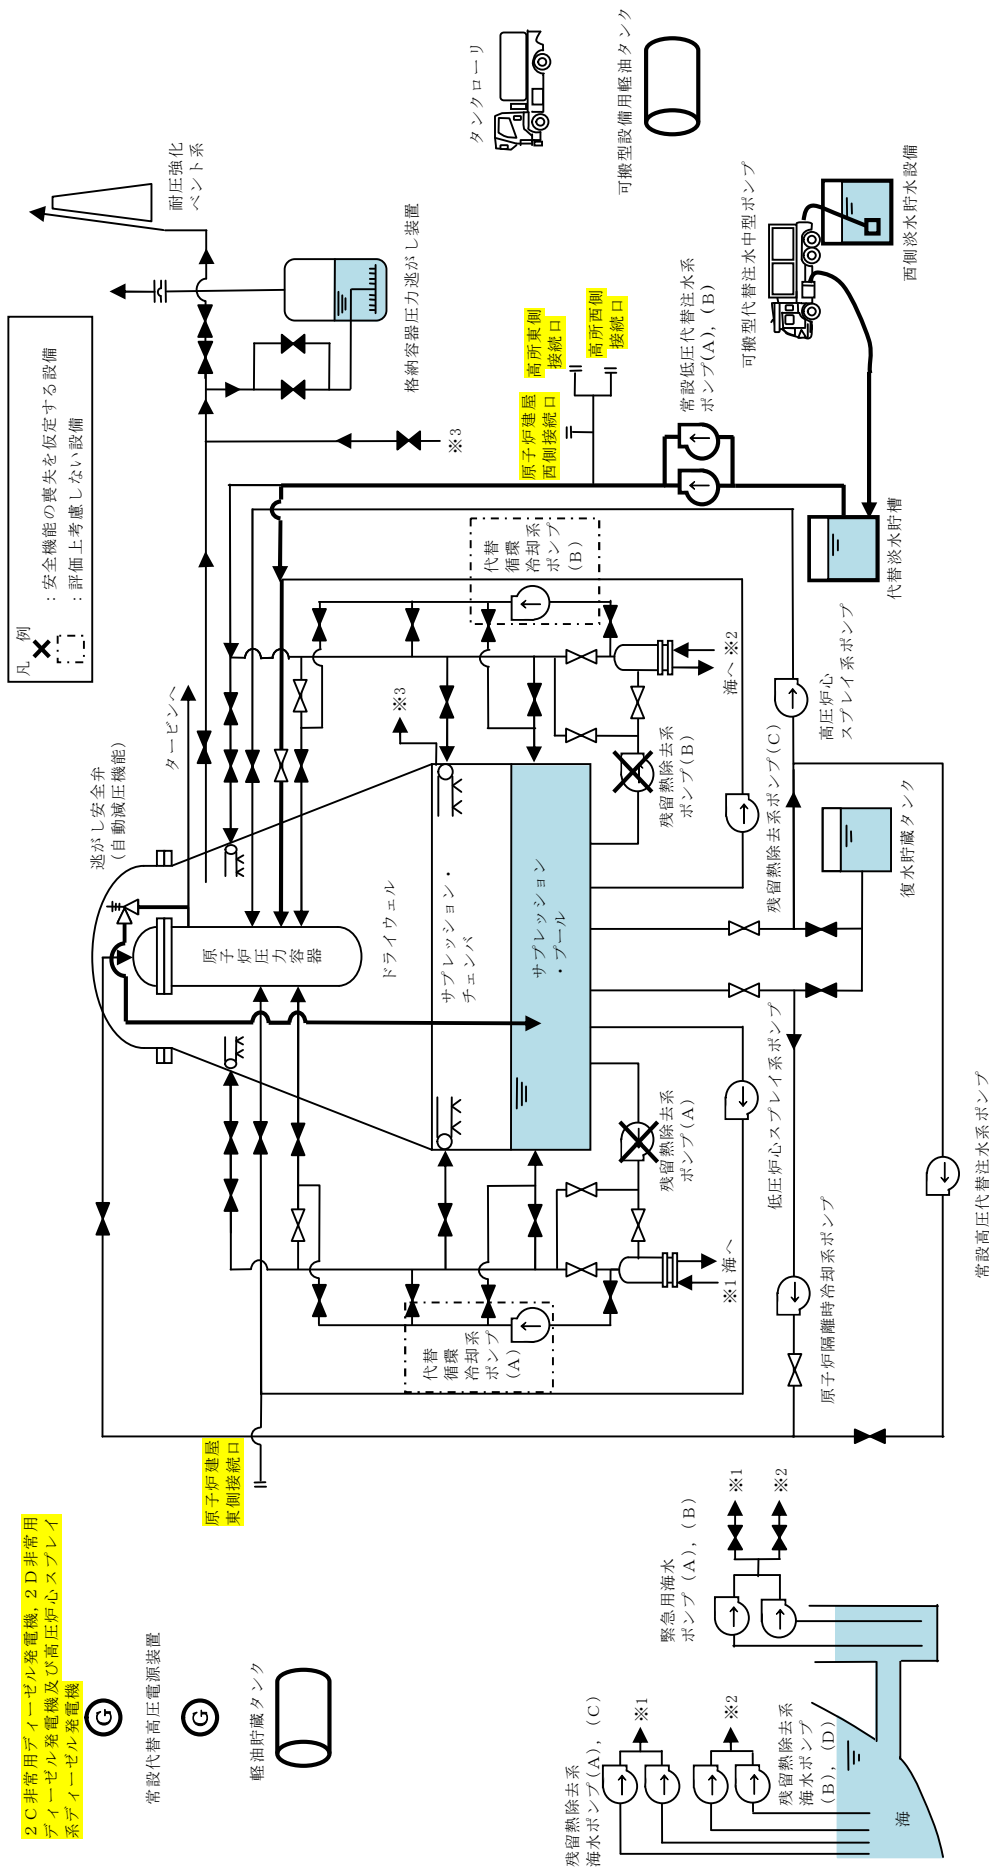 ２Ｃ非常用ディーゼル発電機，２Ｄ非常用
ディーゼル発電機及び高圧炉心スプレイ
系ディーゼル発電機
G
常設代替高圧電源装置
G
軽油貯蔵タンク
原子炉建屋
東側接続口
逃がし安全弁
（自動減圧機能）
タービンへ
凡　例
：安全機能の喪失を仮定する設備
：評価上考慮しない設備
耐圧強化
ベント系
格納容器圧力逃がし装置
※3
原子炉建屋
西側接続口
高所東側
接続口
高所西側
接続口
タンクローリ
可搬型設備用軽油タンク
原子炉圧力容器
ドライウェル
サプレッション・
チェンバ
サプレッション
・プール
※3
代替
循環
冷却系
ポンプ
(A)
代替
循環
冷却系
ポンプ
(B)
常設低圧代替注水系
ポンプ(A)，(B)
可搬型代替注水中型ポンプ
西側淡水貯水設備
代替淡水貯槽
残留熱除去系
ポンプ(A)
残留熱除去系
ポンプ(B)
※1 海へ
海へ ※2
低圧炉心スプレイ系ポンプ
残留熱除去系ポンプ(C)
高圧炉心
スプレイ系ポンプ
原子炉隔離時冷却系ポンプ
復水貯蔵タンク
常設高圧代替注水系ポンプ
残留熱除去系
海水ポンプ(A)，(C)
※1
※2
残留熱除去系
海水ポンプ
(B)，(D)
緊急用海水
ポンプ（A），（B）
※1
※2
海